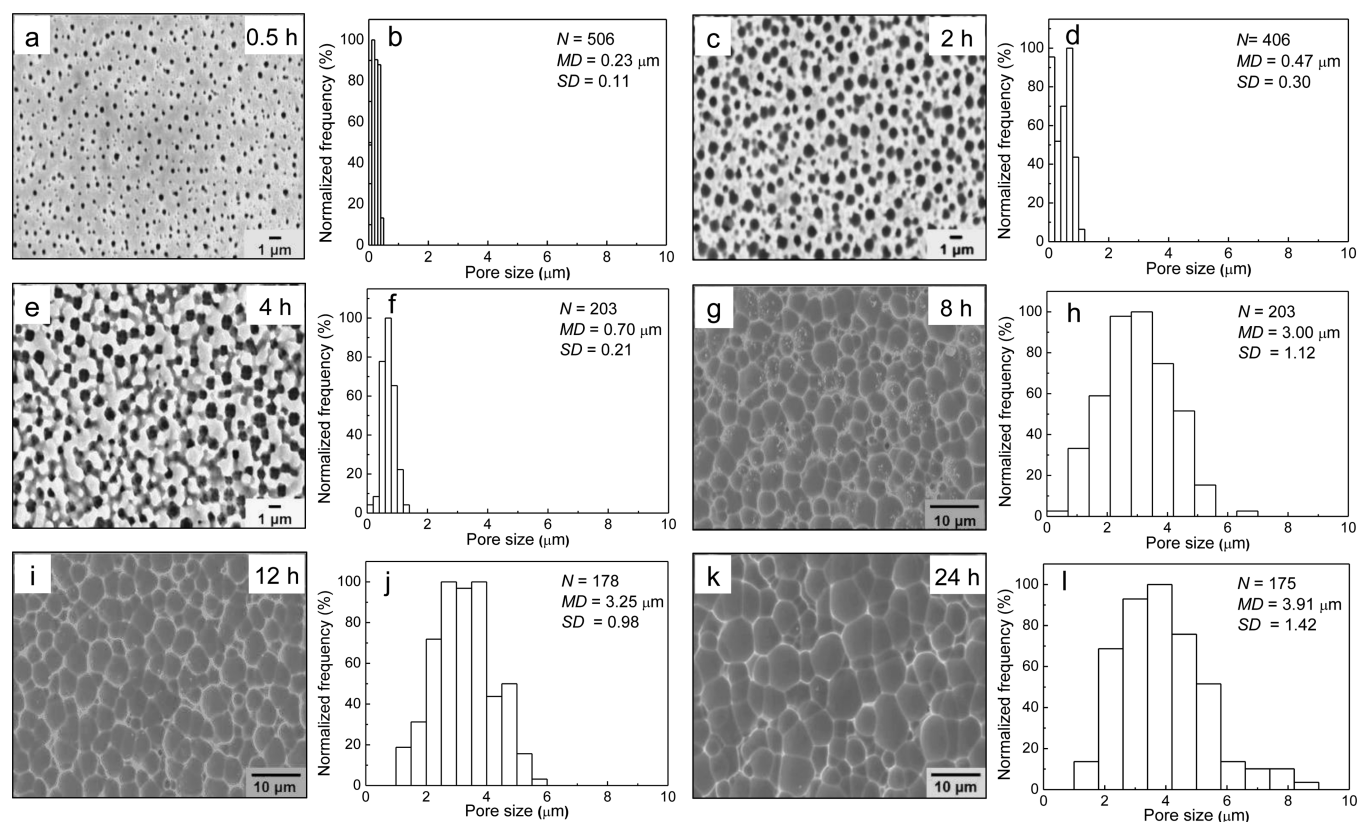 a
0.5 h
1 µm
b
N = 506
MD = 0.23 µm
SD = 0.11
Normalized frequency (%)
100
80
60
40
20
0
0 2 4 6 8 10
Pore size (µm)
c
2 h
1 µm
d
N= 406
MD = 0.47 µm
SD = 0.30
Normalized frequency (%)
100
80
60
40
20
0
0 2 4 6 8 10
Pore size (µm)
e
4 h
1 µm
f
N = 203
MD = 0.70 µm
SD = 0.21
Normalized frequency (%)
100
80
60
40
20
0
0 2 4 6 8 10
Pore size (µm)
g
8 h
10 µm
h
N = 203
MD = 3.00 µm
SD = 1.12
Normalized frequency (%)
100
80
60
40
20
0
0 2 4 6 8 10
Pore size (µm)
i
12 h
10 µm
j
N = 178
MD = 3.25 µm
SD = 0.98
Normalized frequency (%)
100
80
60
40
20
0
0 2 4 6 8 10
Pore size (µm)
k
24 h
10 µm
l
N = 175
MD = 3.91 µm
SD = 1.42
Normalized frequency (%)
100
80
60
40
20
0
0 2 4 6 8 10
Pore size (µm)